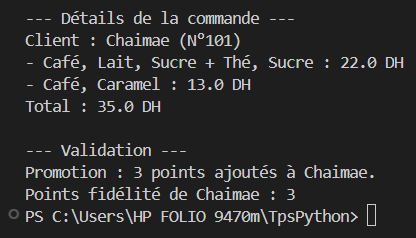 --- Détails de la commande ---
Client : Chaimae (N°101)
- Café, Lait, Sucre + Thé, Sucre : 22.0 DH
- Café, Caramel : 13.0 DH
Total : 35.0 DH
--- Validation ---
Promotion : 3 points ajoutés à Chaimae.
Points fidélité de Chaimae : 3
PS C:\Users\HP FOLIO 9470m\TpsPython>